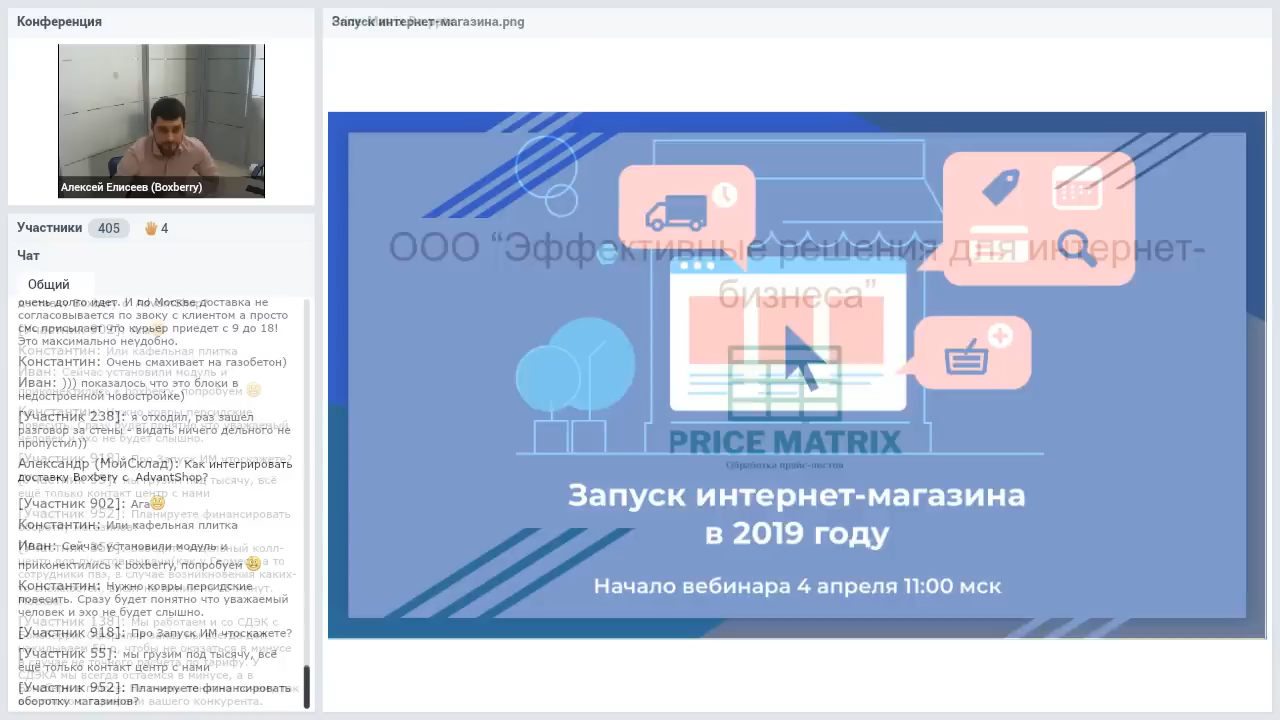 Конференция
Запуск интернет-магазина.png
Алексей Елисеев (Boxberry)
Участники 405 4
Чат
Общий
очень долго идет. И по Москве доставка не
согласовывается по звоку с клиентом а просто
смс присылает что курьер приедет с 9 до 18!
Это максимально неудобно.
Константин: Очень смахивает на газобетон)
Иван: ))) показалось что это блоки в
недостроенной новостройке)
[Участник 238]: я отходил, раз зашел
разговор за стены - видать ничего дельного не
пропустил))
Александр (МойСклад): Как интегрировать
доставку Boxbery с AdvantShop?
[Участник 902]: Ага
Константин: Или кафельная плитка
Иван: Сейчас установили модуль и
приконектились к boxberry, попробуем
Константин: Нужно ковры персидские
повесить. Сразу будет понятно что уважаемый
человек и эхо не будет слышно.
[Участник 918]: Про Запуск ИМ чтоскажете?
[Участник 55]: мы грузим под тысячу, всё
ещё только контакт центр с нами
[Участник 952]: Планируете финансировать
оборотку магазинов?
ООО “Эффективные решения для интернет-
бизнеса”
PRICE MATRIX
Обработка прайс-листов
Запуск интернет-магазина
в 2019 году
Начало вебинара 4 апреля 11:00 мск